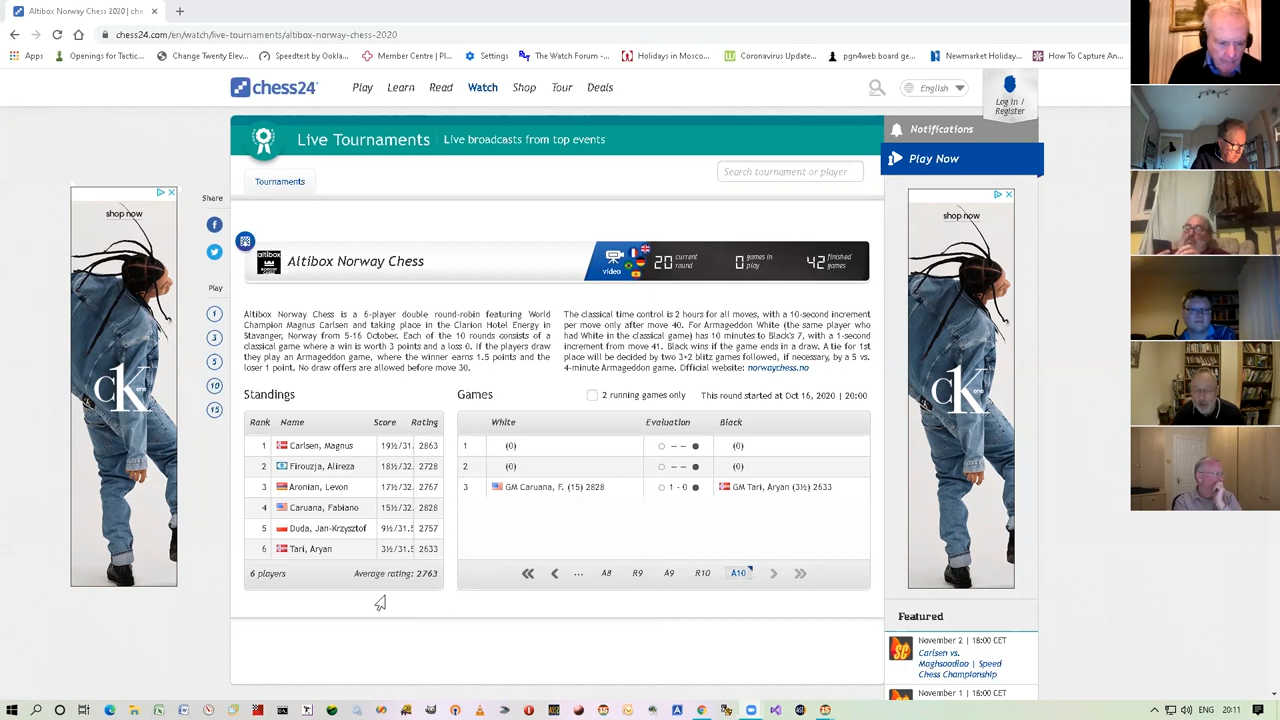 Altibox Norway Chess 2020 | ches
chess24.com/en/watch/live-tournaments/altibox-norway-chess-2020
Apps Openings for Tactic... Change Twenty Elev... Speedtest by Ookla... Member Centre | Pl... Settings The Watch Forum -... Holidays in Mosco... Coronavirus Update... pgn4web board ge... Newmarket Holiday... How To Capture An...
chess24 Play Learn Read Watch Shop Tour Deals English
Log In / Register
Live Tournaments Live broadcasts from top events
Notifications
Play Now
Search tournament or player
Tournaments
Share
shop now
shop now
Altibox Norway Chess
altibox
video
20 current round
0 games in play
42 finished games
Play
1
3
5
10
15
Altibox Norway Chess is a 6-player double round-robin featuring World
Champion Magnus Carlsen and taking place in the Clarion Hotel Energy in
Stavanger, Norway from 5-16 October. Each of the 10 rounds consists of a
classical game where a win is worth 3 points and a loss 0. If the players draw
they play an Armageddon game, where the winner earns 1.5 points and the
loser 1 point. No draw offers are allowed before move 30.
The classical time control is 2 hours for all moves, with a 10-second increment
per move only after move 40. For Armageddon White (the same player who
had White in the classical game) has 10 minutes to Black's 7, with a 1-second
increment from move 41. Black wins if the game ends in a draw. A tie for 1st
place will be decided by two 3+2 blitz games followed, if necessary, by a 5 vs.
4-minute Armageddon game. Official website: norwaychess.no
cK one
cK one
Standings
Rank Name Score Rating
1 Carlsen, Magnus 19½/31. 2863
2 Firouzja, Alireza 18½/32. 2728
3 Aronian, Levon 17½/32. 2767
4 Caruana, Fabiano 15½/32. 2828
5 Duda, Jan-Krzysztof 9½/31.5 2757
6 Tari, Aryan 3½/31.5 2633
6 players Average rating: 2763
Games 2 running games only This round started at Oct 16, 2020 | 20:00
White Evaluation Black
1 (0) – – (0)
2 (0) – – (0)
3 GM Caruana, F. (15) 2828 1 - 0 GM Tari, Aryan (3½) 2633
... A8 R9 A9 R10 A10
Featured
November 2 | 18:00 CET
Carlsen vs.
Maghsoodloo | Speed
Chess Championship
November 1 | 18:00 CET
ENG 20:11